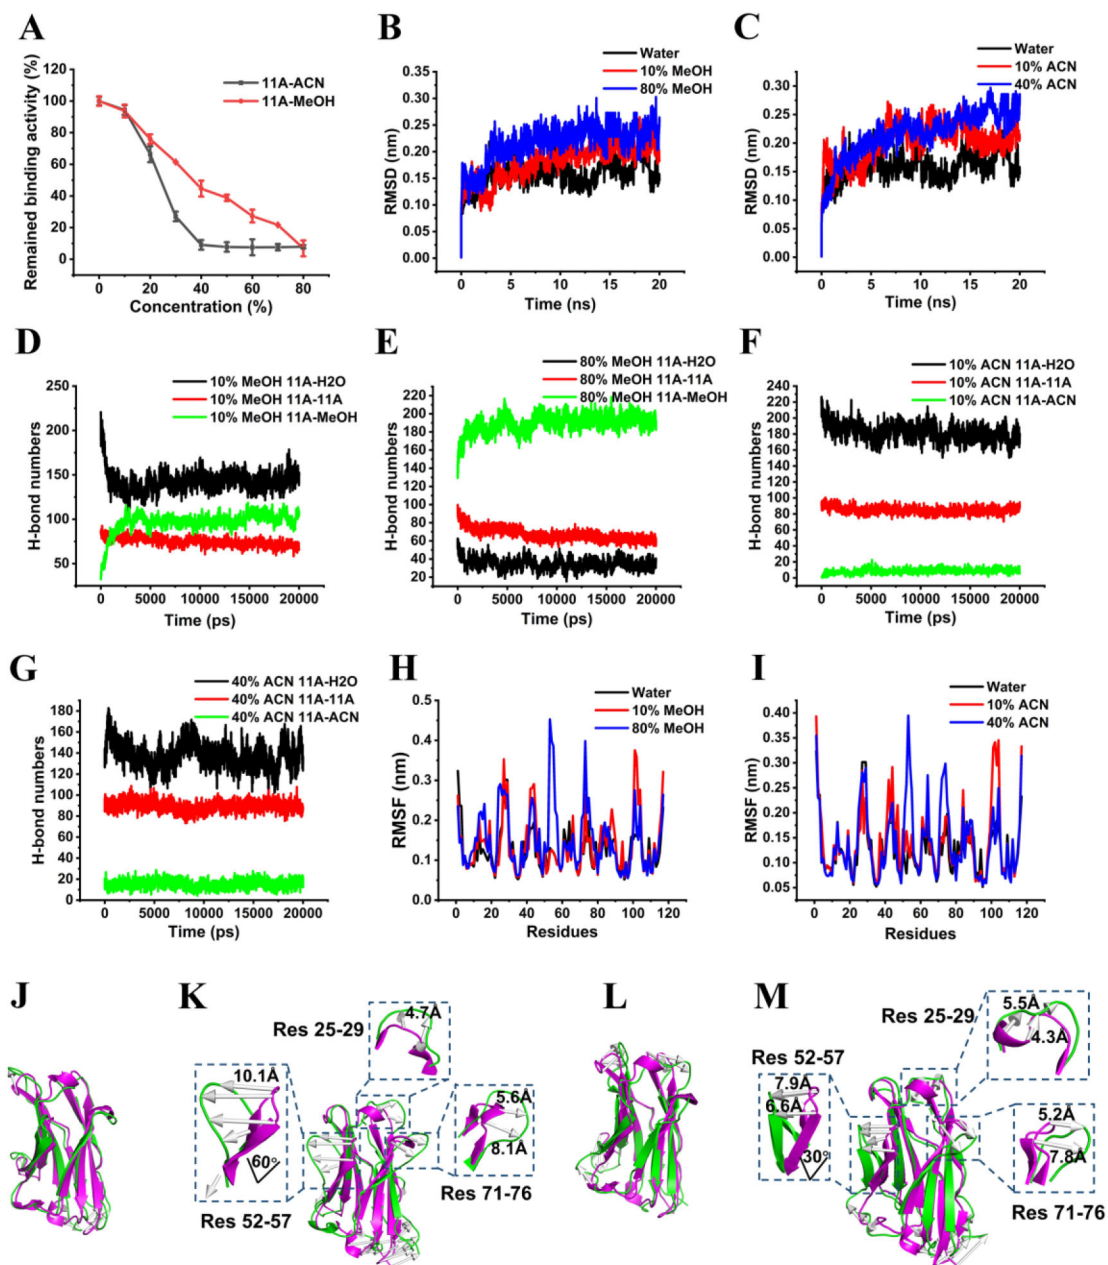 A
Remained binding activity (%)
120
100
80
60
40
20
0
11A-ACN
11A-MeOH
0 20 40 60 80
Concentration (%)
B
RMSD (nm)
0.35
0.30
0.25
0.20
0.15
0.10
0.05
0.00
Water
10% MeOH
80% MeOH
0 5 10 15 20
Time (ns)
C
RMSD (nm)
0.35
0.30
0.25
0.20
0.15
0.10
0.05
0.00
Water
10% ACN
40% ACN
0 5 10 15 20
Time (ns)
D
H-bond numbers
250
200
150
100
50
10% MeOH 11A-H2O
10% MeOH 11A-11A
10% MeOH 11A-MeOH
0 5000 10000 15000 20000
Time (ps)
E
H-bond numbers
220
200
180
160
140
120
100
80
60
40
20
80% MeOH 11A-H2O
80% MeOH 11A-11A
80% MeOH 11A-MeOH
0 5000 10000 15000 20000
Time (ps)
F
H-bond numbers
240
220
200
180
160
140
120
100
80
60
40
20
0
10% ACN 11A-H2O
10% ACN 11A-11A
10% ACN 11A-ACN
0 5000 10000 15000 20000
Time (ps)
G
H-bond numbers
180
160
140
120
100
80
60
40
20
0
40% ACN 11A-H2O
40% ACN 11A-11A
40% ACN 11A-ACN
0 5000 10000 15000 20000
Time (ps)
H
RMSF (nm)
0.5
0.4
0.3
0.2
0.1
0.0
Water
10% MeOH
80% MeOH
0 20 40 60 80 100 120
Residues
I
RMSF (nm)
0.40
0.35
0.30
0.25
0.20
0.15
0.10
0.05
Water
10% ACN
40% ACN
0 20 40 60 80 100 120
Residues
J
K
Res 25-29
4.7Å
10.1Å
60°
Res 52-57
5.6Å
8.1Å
Res 71-76
L
M
Res 25-29
5.5Å
4.3Å
Res 52-57
7.9Å
6.6Å
30°
5.2Å
7.8Å
Res 71-76